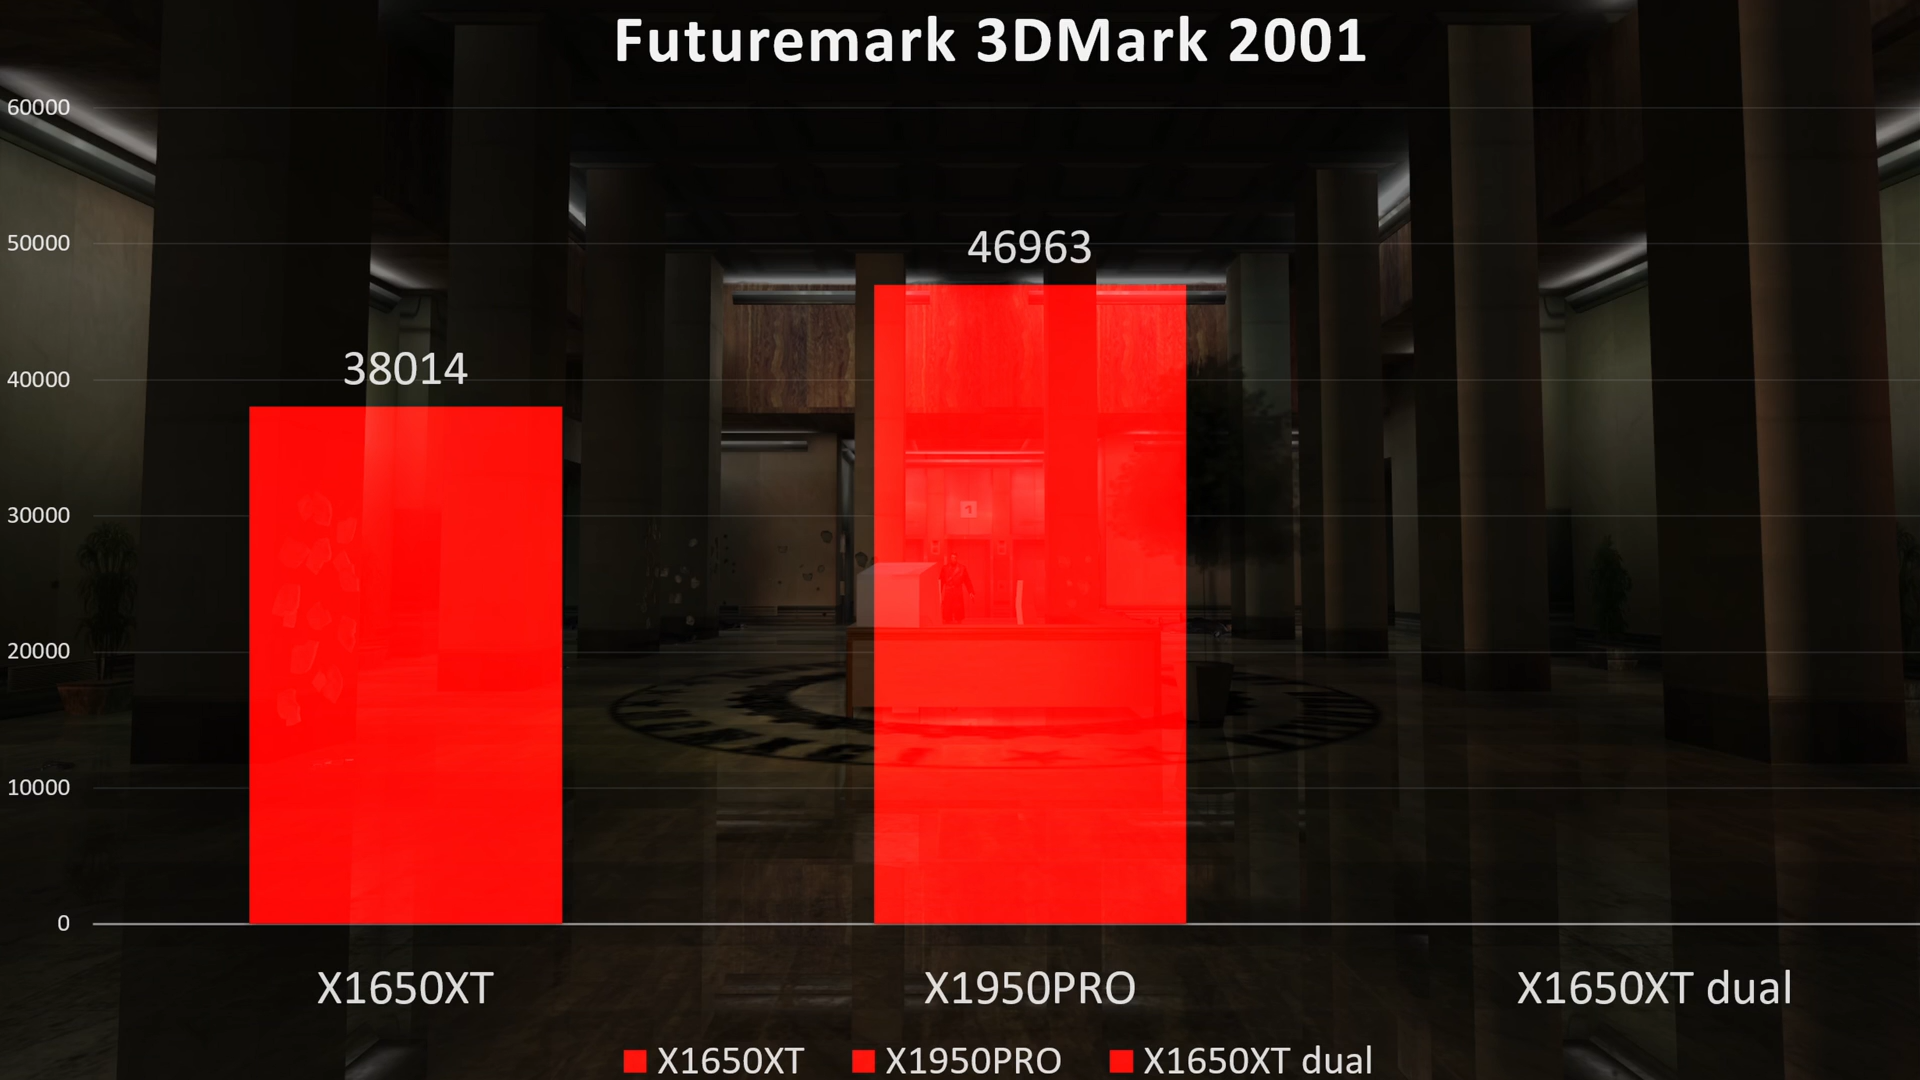 Futuremark 3DMark 2001
60000
50000
40000
30000
20000
10000
0
38014
46963
X1650XT
X1950PRO
X1650XT dual
X1650XT X1950PRO X1650XT dual